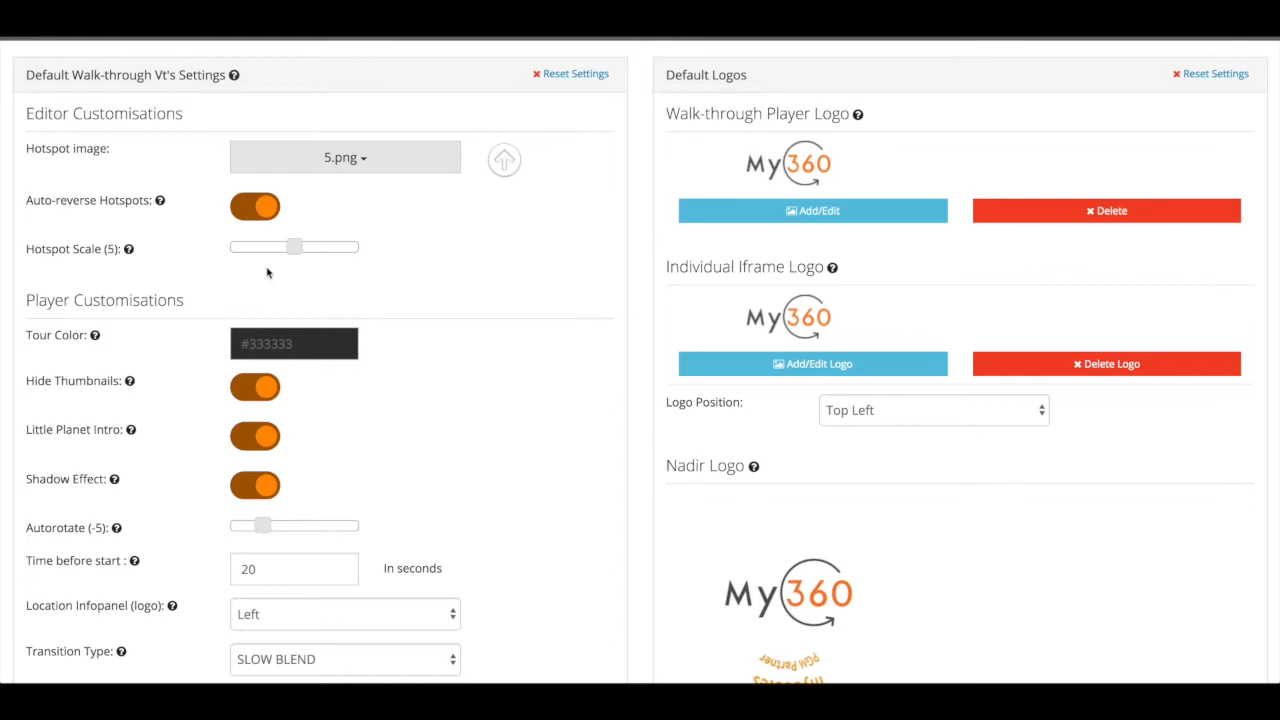 Default Walk-through Vt's Settings
Reset Settings
Editor Customisations
Hotspot image:
5.png
Auto-reverse Hotspots:
Hotspot Scale (5):
Player Customisations
Tour Color:
#333333
Hide Thumbnails:
Little Planet Intro:
Shadow Effect:
Autorotate (-5):
Time before start :
20
In seconds
Location Infopanel (logo):
Left
Transition Type:
SLOW BLEND
Default Logos
Reset Settings
Walk-through Player Logo
My360
Add/Edit
Delete
Individual Iframe Logo
My360
Add/Edit Logo
Delete Logo
Logo Position:
Top Left
Nadir Logo
My360
PGM Partner